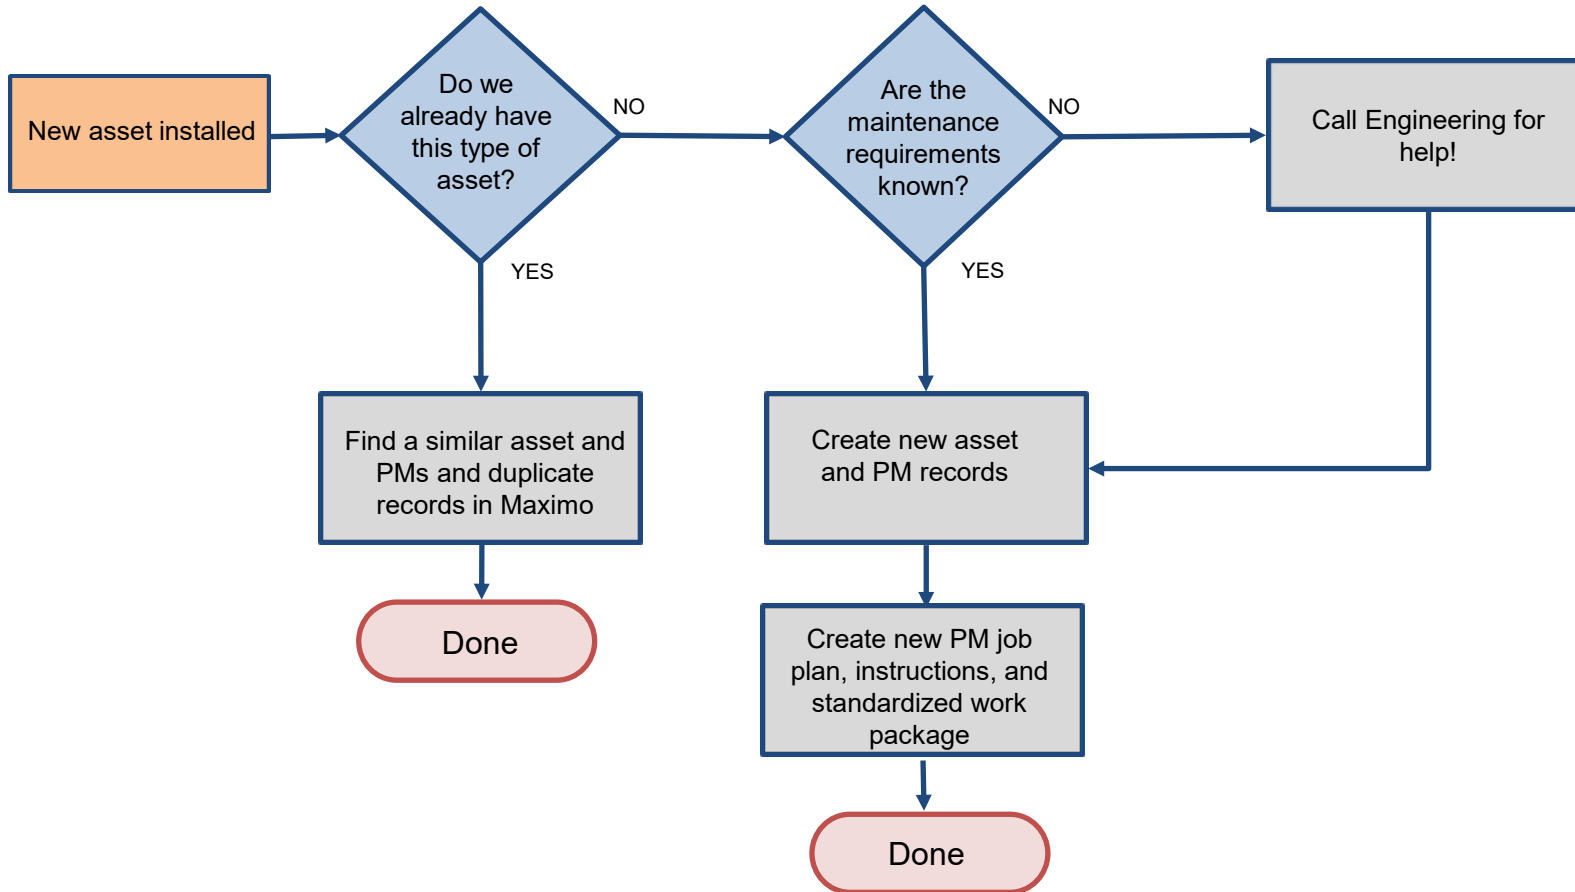 New asset installed
Do we
already have
this type of
asset?
NO
YES
Are the
maintenance
requirements
known?
NO
YES
Call Engineering for
help!
Find a similar asset and
PMs and duplicate
records in Maximo
Done
Create new asset
and PM records
Create new PM job
plan, instructions, and
standardized work
package
Done